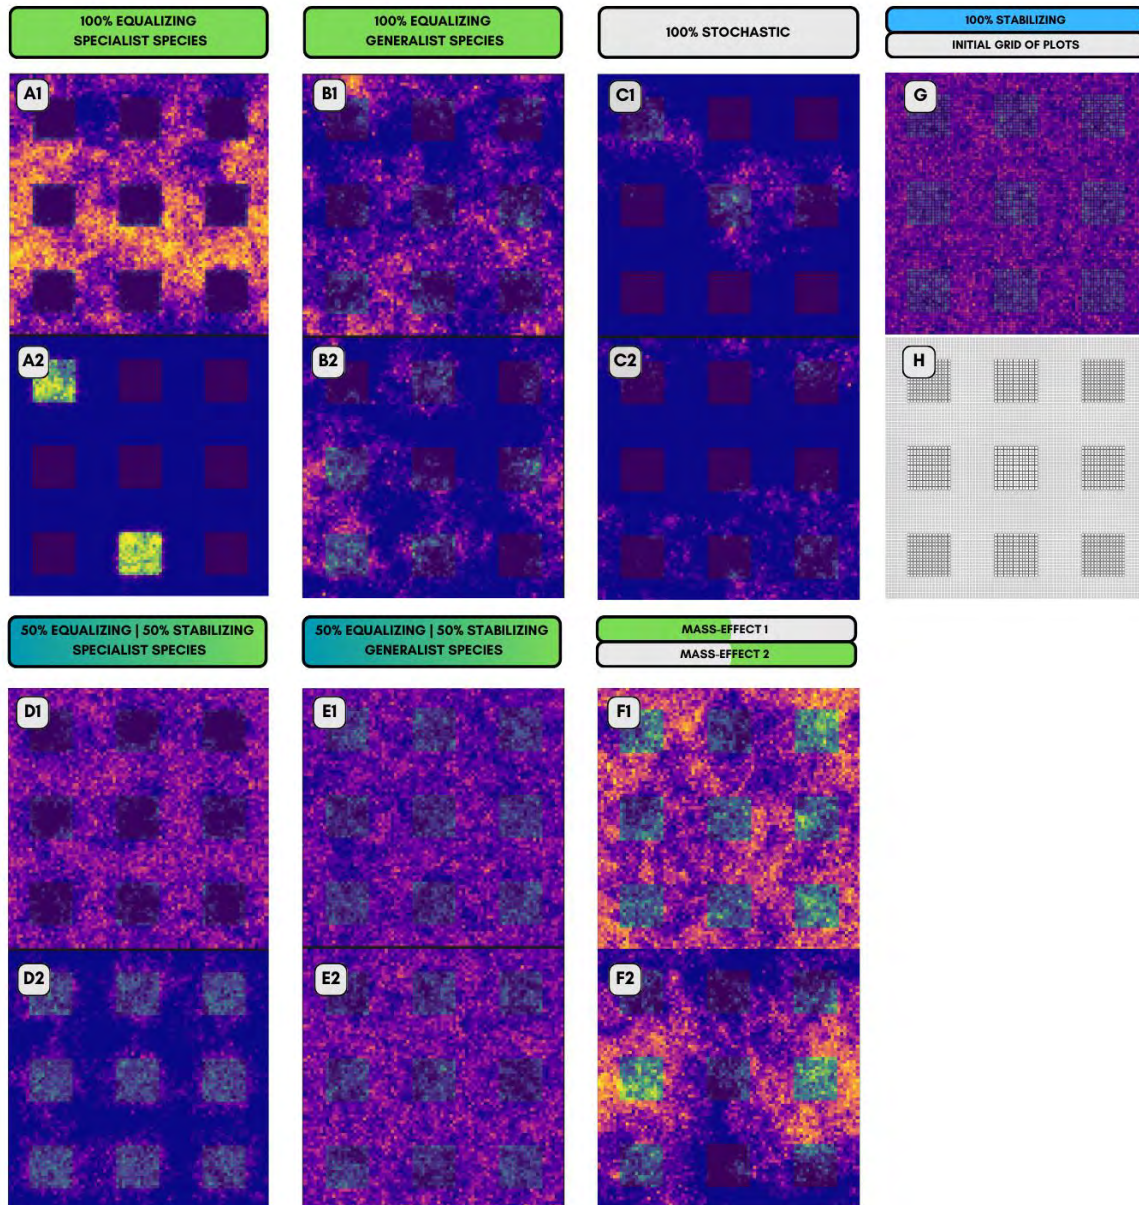 100% EQUALIZING
SPECIALIST SPECIES
100% EQUALIZING
GENERALIST SPECIES
100% STOCHASTIC
100% STABILIZING
INITIAL GRID OF PLOTS
A1
B1
C1
G
A2
B2
C2
H
50% EQUALIZING | 50% STABILIZING
SPECIALIST SPECIES
50% EQUALIZING | 50% STABILIZING
GENERALIST SPECIES
MASS-EFFECT 1
MASS-EFFECT 2
D1
E1
F1
D2
E2
F2